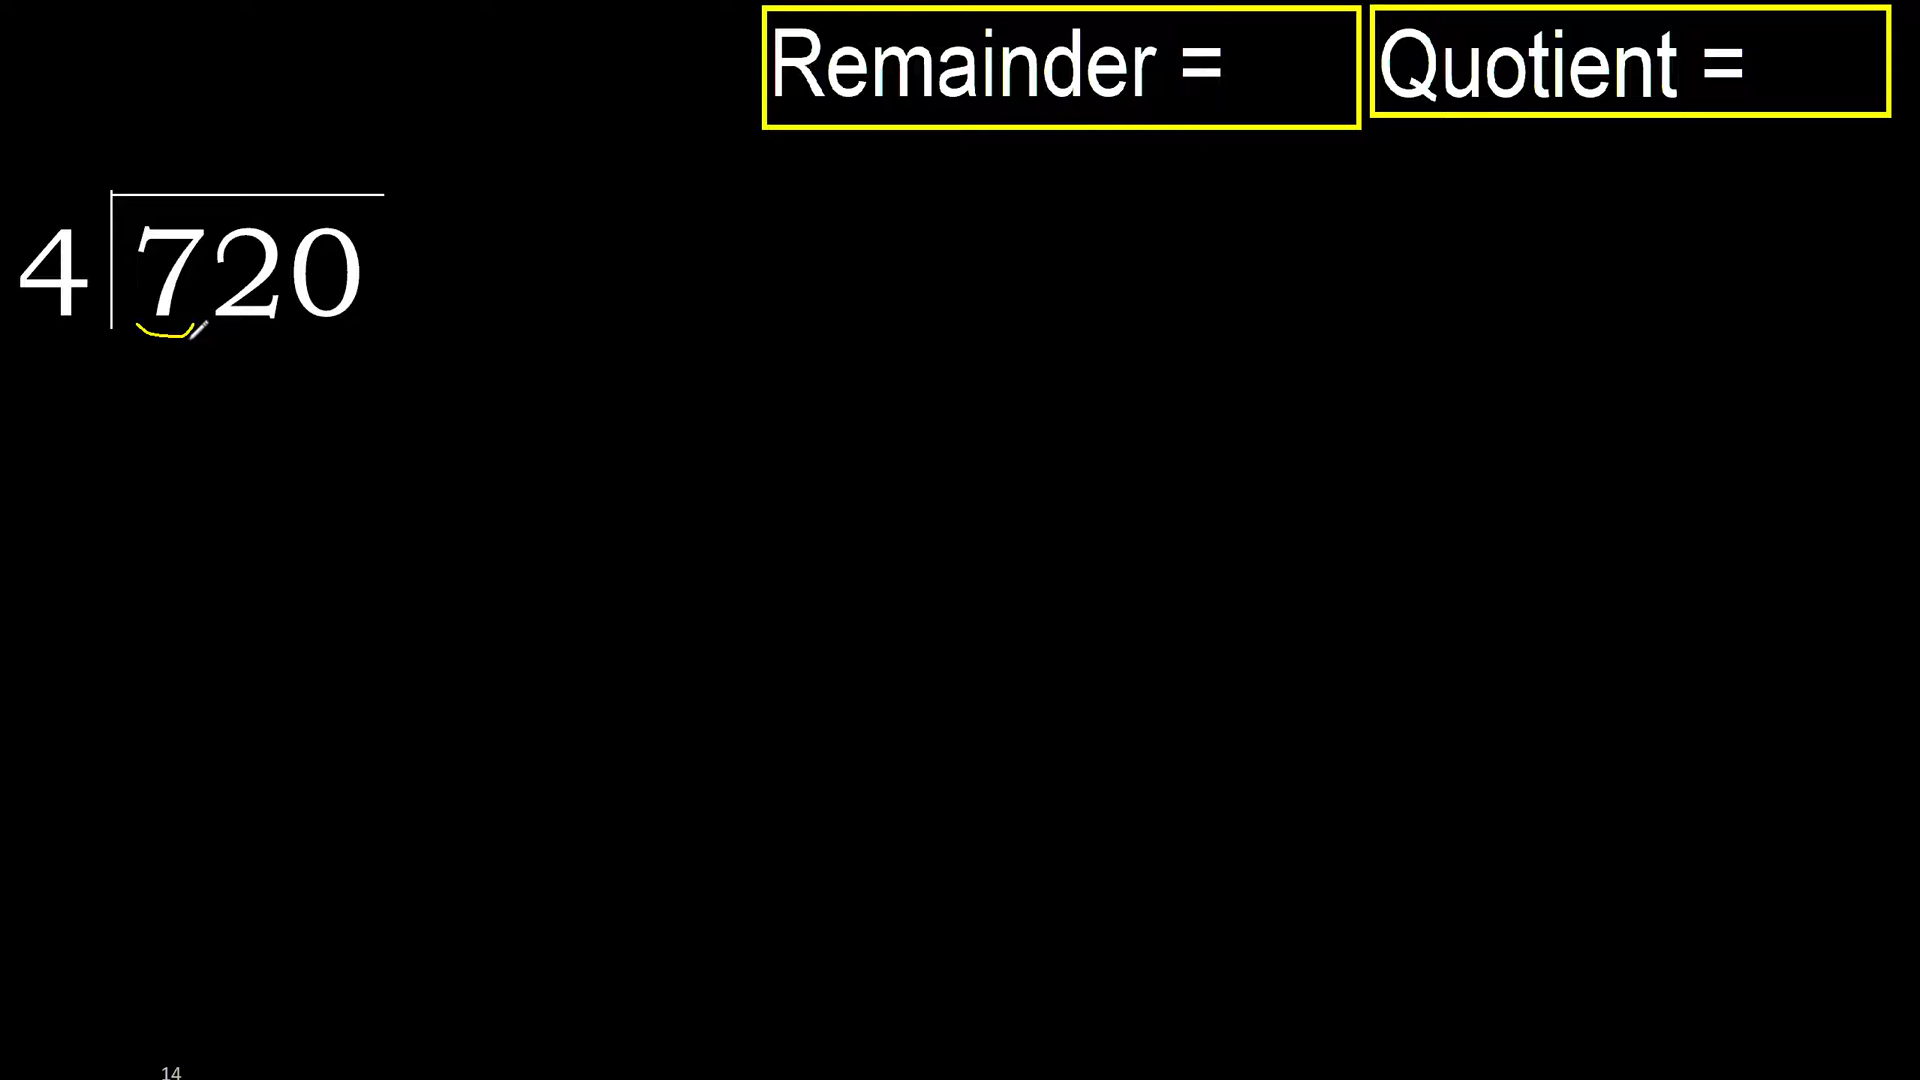 Remainder = Quotient =
4 720
14